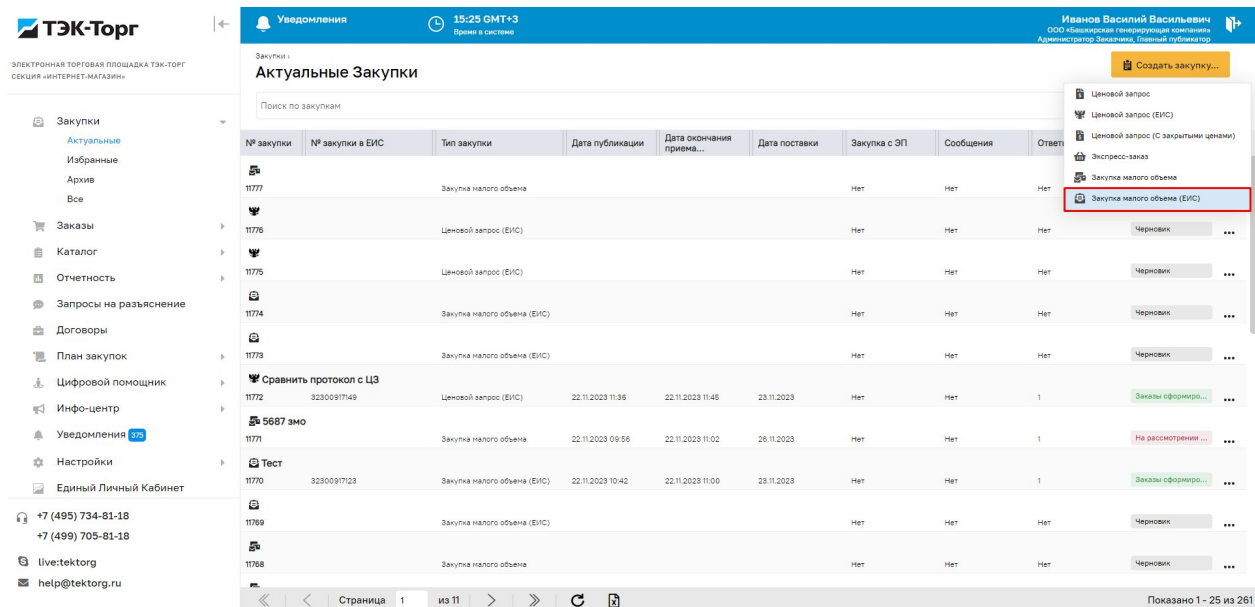 ТЭК-Торг
ЭЛЕКТРОННАЯ ТОРГОВАЯ ПЛОЩАДКА ТЭК-ТОРГ
СЕКЦИЯ «ИНТЕРНЕТ-МАГАЗИН»
Закупки
Актуальные
Избранные
Архив
Все
Заказы
Каталог
Отчетность
Запросы на разъяснение
Договоры
План закупок
Цифровой помощник
Инфо-центр
Уведомления 375
Настройки
Единый Личный Кабинет
+7 (495) 734-81-18
+7 (499) 705-81-18
live:tektorg
help@tektorg.ru
Уведомления
15:25 GMT+3
Время в системе
Иванов Василий Васильевич
ООО «Башкирская генерирующая компания»
Администратор Заказчика, Главный публикатор
Закупки ›
Актуальные Закупки
Создать закупку...
Поиск по закупкам
Ценовой запрос
Ценовой запрос (ЕИС)
Ценовой запрос (С закрытыми ценами)
Экспресс-заказ
Закупка малого объема
Закупка малого объема (ЕИС)
№ закупки № закупки в ЕИС Тип закупки Дата публикации Дата окончания приема... Дата поставки Закупка с ЭП Сообщения
11777 Закупка малого объема Нет Нет Нет
11776 Ценовой запрос (ЕИС) Нет Нет Нет Черновик ...
11775 Ценовой запрос (ЕИС) Нет Нет Нет Черновик ...
11774 Закупка малого объема (ЕИС) Нет Нет Нет Черновик ...
11773 Закупка малого объема (ЕИС) Нет Нет Нет Черновик ...
Сравнить протокол с ЦЗ
11772 32300917149 Ценовой запрос (ЕИС) 22.11.2023 11:36 22.11.2023 11:45 23.11.2023 Нет Нет 1 Заказы сформиро... ...
5687 змо
11771 Закупка малого объема 22.11.2023 09:56 22.11.2023 11:02 26.11.2023 Нет Нет 1 На рассмотрении ... ...
Тест
11770 32300917123 Закупка малого объема (ЕИС) 22.11.2023 10:42 22.11.2023 11:00 23.11.2023 Нет Нет 1 Заказы сформиро... ...
11769 Закупка малого объема (ЕИС) Нет Нет Нет Черновик ...
11768 Закупка малого объема Нет Нет Нет Черновик ...
Страница 1 из 11
Показано 1 - 25 из 261